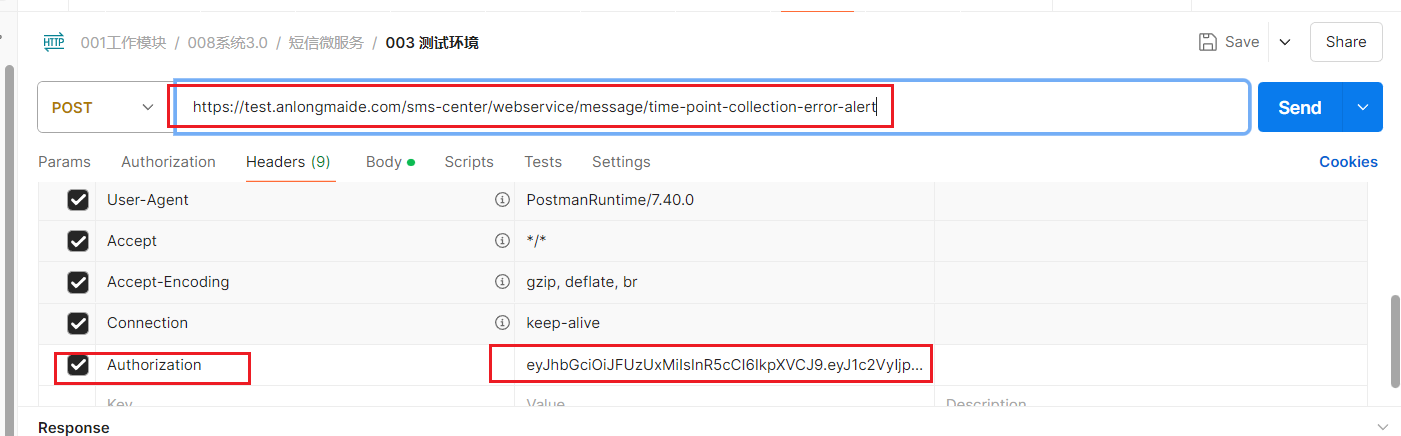 HTTP 001工作模块 / 008系统3.0 / 短信微服务 / 003 测试环境 Save Share
POST https://test.anlongmaide.com/sms-center/webservice/message/time-point-collection-error-alert Send
Params Authorization Headers (9) Body Scripts Tests Settings Cookies
User-Agent PostmanRuntime/7.40.0
Accept */*
Accept-Encoding gzip, deflate, br
Connection keep-alive
Authorization eyJhbGciOiJFUzUxMiIsInR5cCI6IkpXVCJ9.eyJ1c2VyIjp...
Key Value Description
Response